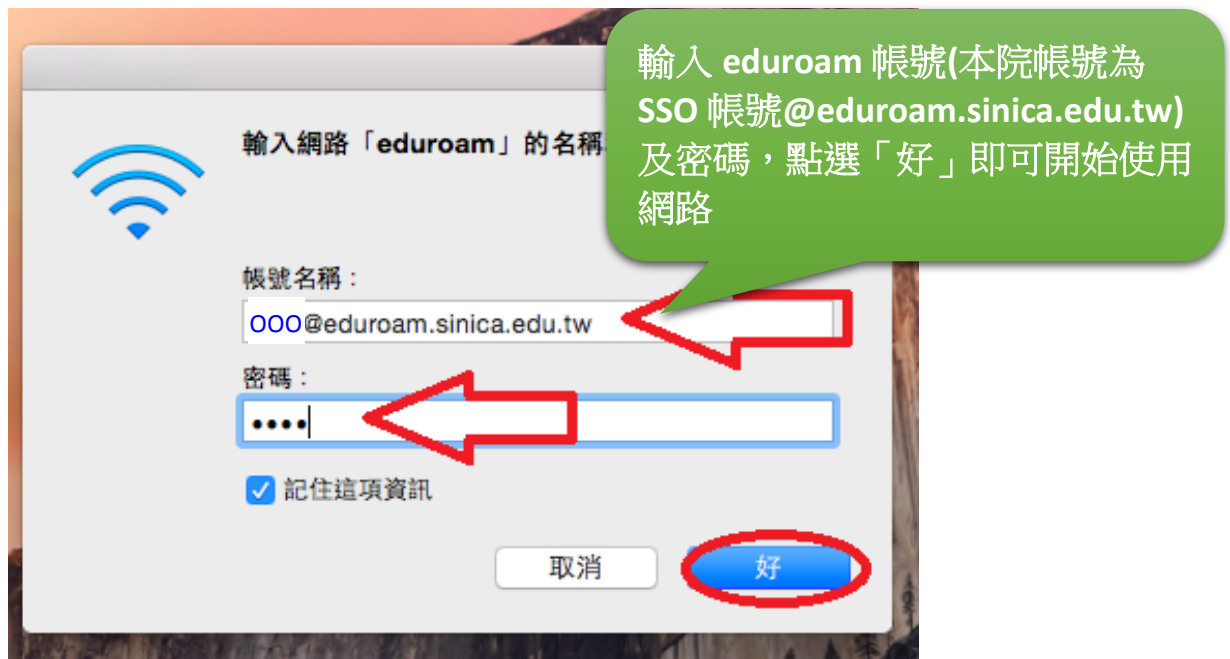 輸入 eduroam 帳號(本院帳號為
SSO 帳號@eduroam.sinica.edu.tw)
及密碼，點選「好」即可開始使用
網路
輸入網路「eduroam」的名稱
帳號名稱：
OOO@eduroam.sinica.edu.tw
密碼：
••••
記住這項資訊
取消
好